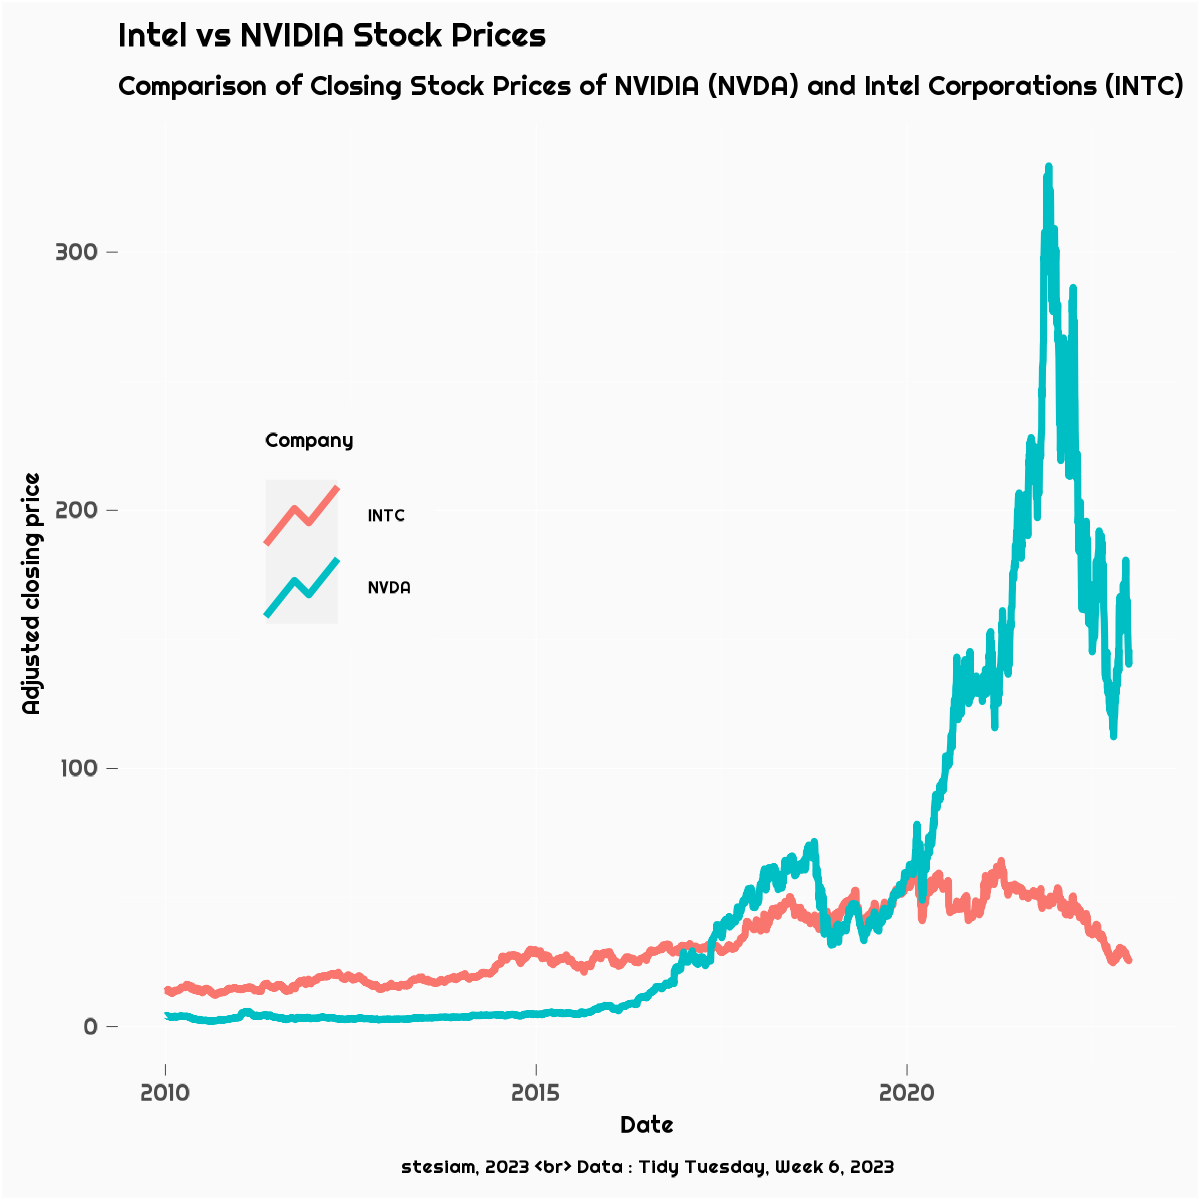 Intel vs NVIDIA Stock Prices
Comparison of Closing Stock Prices of NVIDIA (NVDA) and Intel Corporations (INTC)
300
200
100
0
Adjusted closing price
Company
INTC
NVDA
2010
2015
2020
Date
stesiam, 2023 <br> Data : Tidy Tuesday, Week 6, 2023